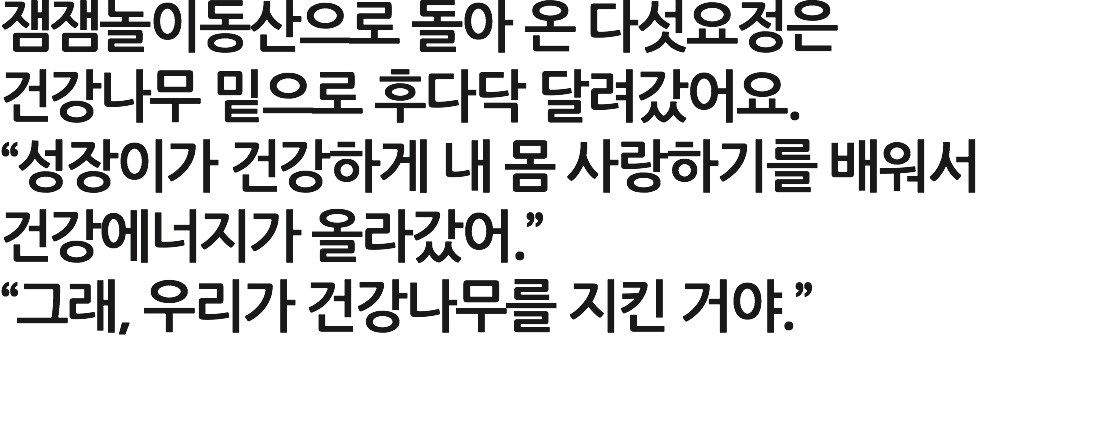 잼잼놀이동산으로 돌아 온 다섯요정은
건강나무 밑으로 후다닥 달려갔어요.
“성장이가 건강하게 내 몸 사랑하기를 배워서
건강에너지가 올라갔어.”
“그래, 우리가 건강나무를 지킨 거야.”